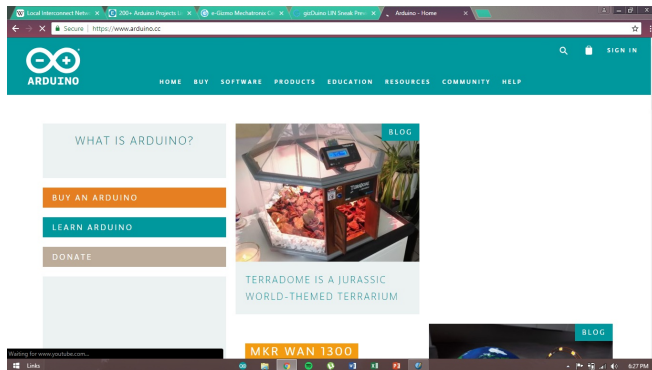 Local Interconnect Netw
200+ Arduino Projects Li
e-Gizmo Mechatronix Ce
gizDuino LIN Sneak Previ
Arduino - Home
Secure | https://www.arduino.cc
SIGN IN
ARDUINO
HOME BUY SOFTWARE PRODUCTS EDUCATION RESOURCES COMMUNITY HELP
WHAT IS ARDUINO?
BUY AN ARDUINO
LEARN ARDUINO
DONATE
BLOG
TERRADOME IS A JURASSIC
WORLD-THEMED TERRARIUM
MKR WAN 1300
BLOG
Waiting for www.youtube.com...
Links
6:27 PM